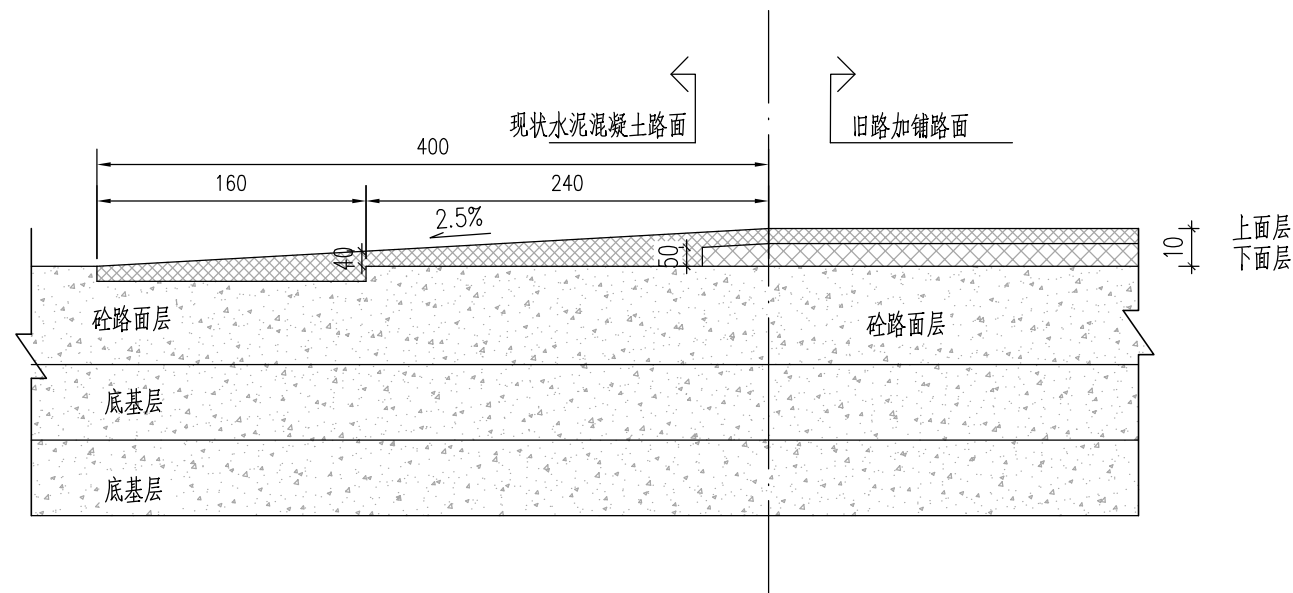 现状水泥混凝土路面
旧路加铺路面
400
160
240
2.5%
40
50
10
上面层
下面层
砼路面层
砼路面层
底基层
底基层